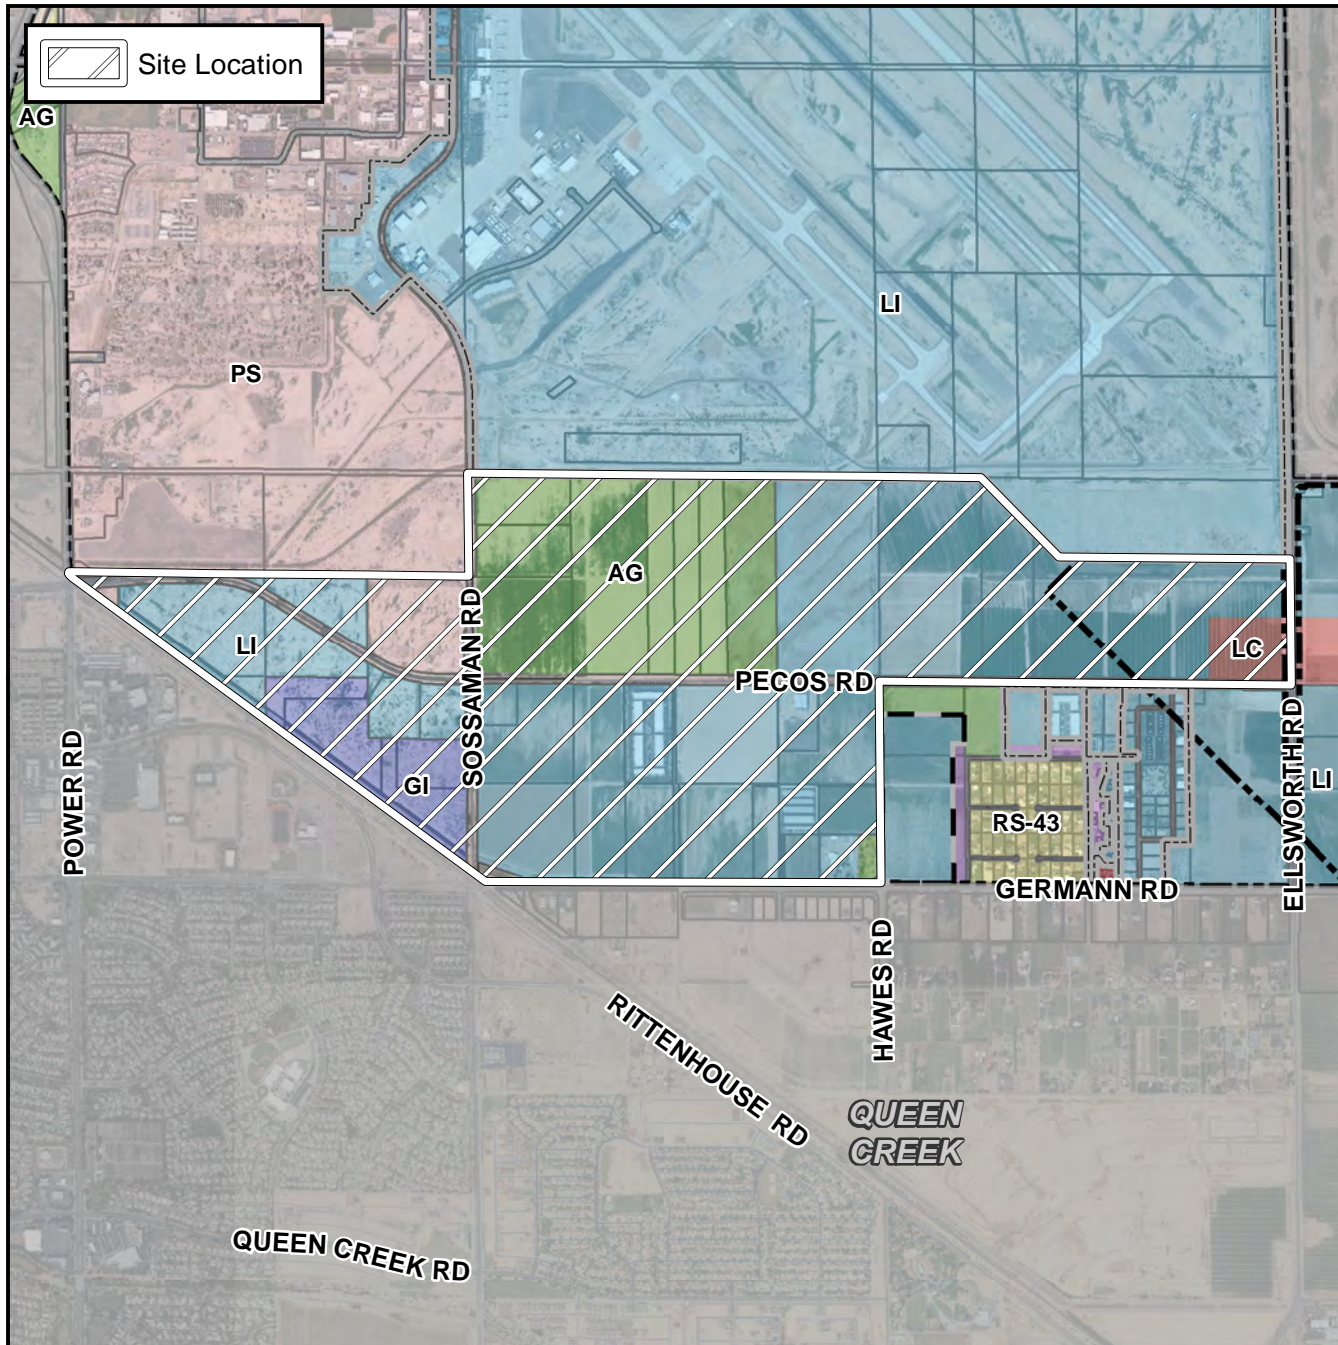 Site Location
AG
LI
PS
AG
SOSSAMAN RD
LI
LC
PECOS RD
ELLSWORTH RD
POWER RD
GI
LI
RS-43
GERMANN RD
HAWES RD
RITTENHOUSE RD
QUEEN
CREEK
QUEEN CREEK RD